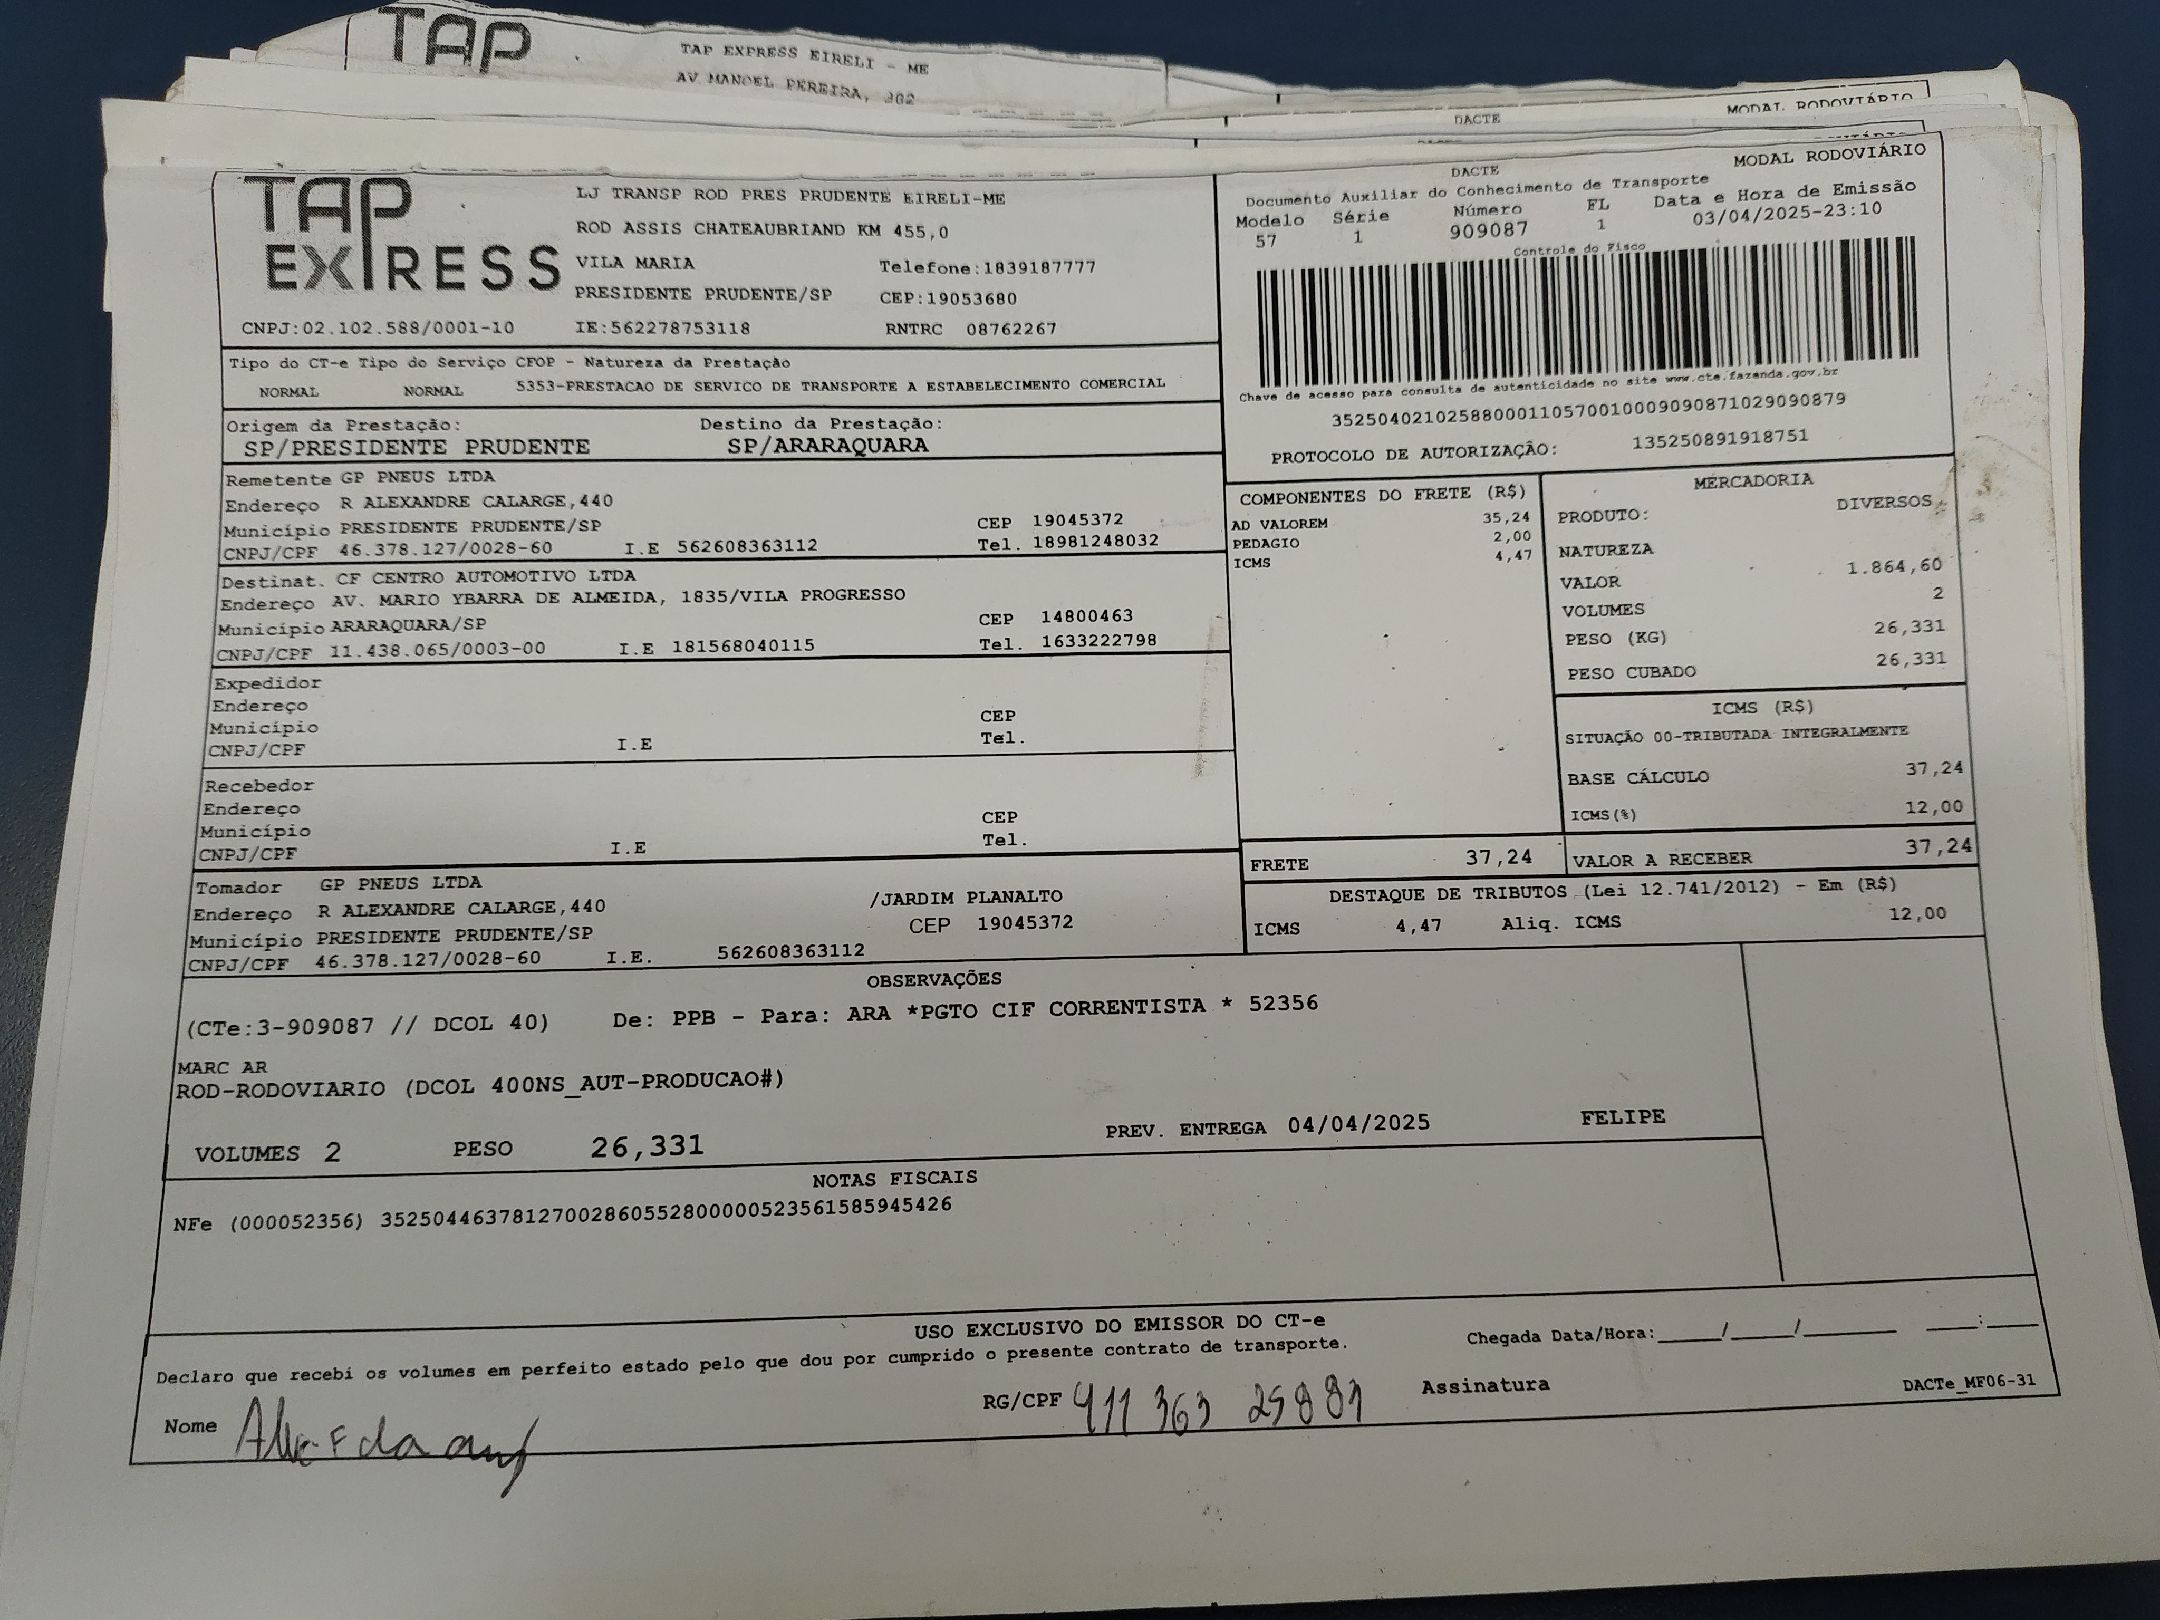 TAP
TAP EXPRESS EIRELI - ME
AV MANOEL PEREIRA, 982
MODAL RODOVIÁRIO
DACTE
TAP EXPRESS
LJ TRANSP ROD PRES PRUDENTE EIRELI-ME
ROD ASSIS CHATEAUBRIAND KM 455,0
VILA MARIA Telefone:1839187777
PRESIDENTE PRUDENTE/SP CEP:19053680
CNPJ:02.102.588/0001-10 IE:562278753118 RNTRC 08762267
DACTE MODAL RODOVIÁRIO
Documento Auxiliar do Conhecimento de Transporte
Modelo Série Número FL Data e Hora de Emissão
57 1 909087 1 03/04/2025-23:10
Controle do Fisco
Chave de acesso para consulta de autenticidade no site www.cte.fazenda.gov.br
35250402102588000110570010009090871029090879
PROTOCOLO DE AUTORIZAÇÃO: 135250891918751
Tipo do CT-e Tipo do Serviço CFOP - Natureza da Prestação
NORMAL NORMAL 5353-PRESTACAO DE SERVICO DE TRANSPORTE A ESTABELECIMENTO COMERCIAL
Origem da Prestação: Destino da Prestação:
SP/PRESIDENTE PRUDENTE SP/ARARAQUARA
Remetente GP PNEUS LTDA
Endereço R ALEXANDRE CALARGE,440
Município PRESIDENTE PRUDENTE/SP CEP 19045372
CNPJ/CPF 46.378.127/0028-60 I.E 562608363112 Tel. 18981248032
Destinat. CF CENTRO AUTOMOTIVO LTDA
Endereço AV. MARIO YBARRA DE ALMEIDA, 1835/VILA PROGRESSO
Município ARARAQUARA/SP CEP 14800463
CNPJ/CPF 11.438.065/0003-00 I.E 181568040115 Tel. 1633222798
Expedidor
Endereço
Município CEP
CNPJ/CPF I.E Tel.
Recebedor
Endereço
Município CEP
CNPJ/CPF I.E Tel.
Tomador GP PNEUS LTDA
Endereço R ALEXANDRE CALARGE,440 /JARDIM PLANALTO
Município PRESIDENTE PRUDENTE/SP CEP 19045372
CNPJ/CPF 46.378.127/0028-60 I.E. 562608363112
COMPONENTES DO FRETE (R$)
AD VALOREM 35,24
PEDAGIO 2,00
ICMS 4,47
FRETE 37,24
MERCADORIA
PRODUTO: DIVERSOS
NATUREZA
VALOR 1.864,60
VOLUMES 2
PESO (KG) 26,331
PESO CUBADO 26,331
ICMS (R$)
SITUAÇÃO 00-TRIBUTADA INTEGRALMENTE
BASE CÁLCULO 37,24
ICMS(%) 12,00
VALOR A RECEBER 37,24
DESTAQUE DE TRIBUTOS (Lei 12.741/2012) - Em (R$)
ICMS 4,47 Aliq. ICMS 12,00
OBSERVAÇÕES
(CTe:3-909087 // DCOL 40) De: PPB - Para: ARA *PGTO CIF CORRENTISTA * 52356
MARC AR
ROD-RODOVIARIO (DCOL 400NS_AUT-PRODUCAO#)
VOLUMES 2 PESO 26,331 PREV. ENTREGA 04/04/2025 FELIPE
NOTAS FISCAIS
NFe (000052356) 35250446378127002860552800000523561585945426
USO EXCLUSIVO DO EMISSOR DO CT-e
Declaro que recebi os volumes em perfeito estado pelo que dou por cumprido o presente contrato de transporte.
Chegada Data/Hora:_____/_____/________ ____:____
Nome RG/CPF 411 363 25881 Assinatura
DACTe_MF06-31